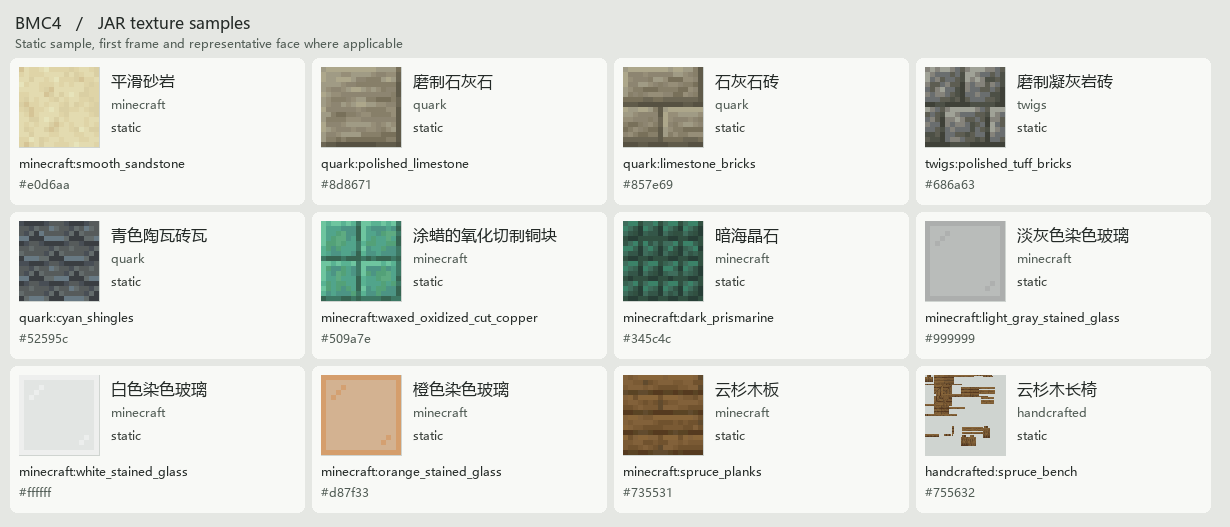 BMC4 / JAR texture samples
Static sample, first frame and representative face where applicable
平滑砂岩
minecraft
static
minecraft:smooth_sandstone
#e0d6aa
磨制石灰石
quark
static
quark:polished_limestone
#8d8671
石灰石砖
quark
static
quark:limestone_bricks
#857e69
磨制凝灰岩砖
twigs
static
twigs:polished_tuff_bricks
#686a63
青色陶瓦砖瓦
quark
static
quark:cyan_shingles
#52595c
涂蜡的氧化切制铜块
minecraft
static
minecraft:waxed_oxidized_cut_copper
#509a7e
暗海晶石
minecraft
static
minecraft:dark_prismarine
#345c4c
淡灰色染色玻璃
minecraft
static
minecraft:light_gray_stained_glass
#999999
白色染色玻璃
minecraft
static
minecraft:white_stained_glass
#ffffff
橙色染色玻璃
minecraft
static
minecraft:orange_stained_glass
#d87f33
云杉木板
minecraft
static
minecraft:spruce_planks
#735531
云杉木长椅
handcrafted
static
handcrafted:spruce_bench
#755632